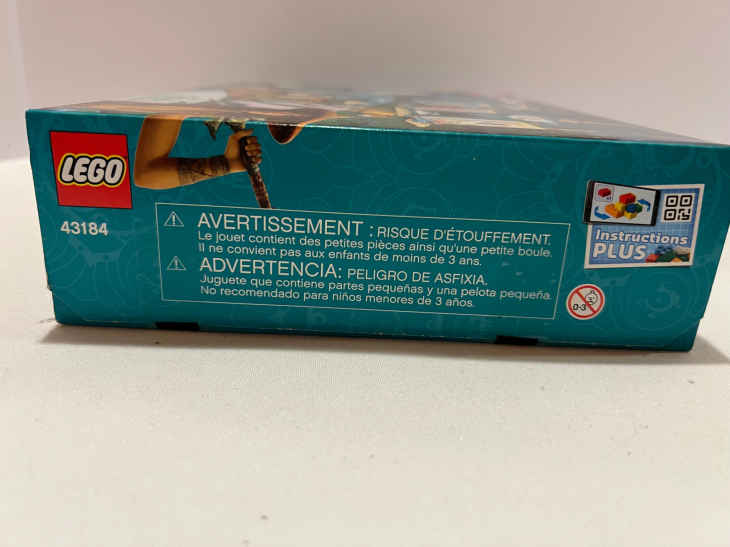 LEGO
43184
AVERTISSEMENT : RISQUE D'ÉTOUFFEMENT.
Le jouet contient des petites pièces ainsi qu'une petite boule.
Il ne convient pas aux enfants de moins de 3 ans.
ADVERTENCIA: PELIGRO DE ASFIXIA.
Juguete que contiene partes pequeñas y una pelota pequeña.
No recomendado para niños menores de 3 años.
Instructions
PLUS
0-3